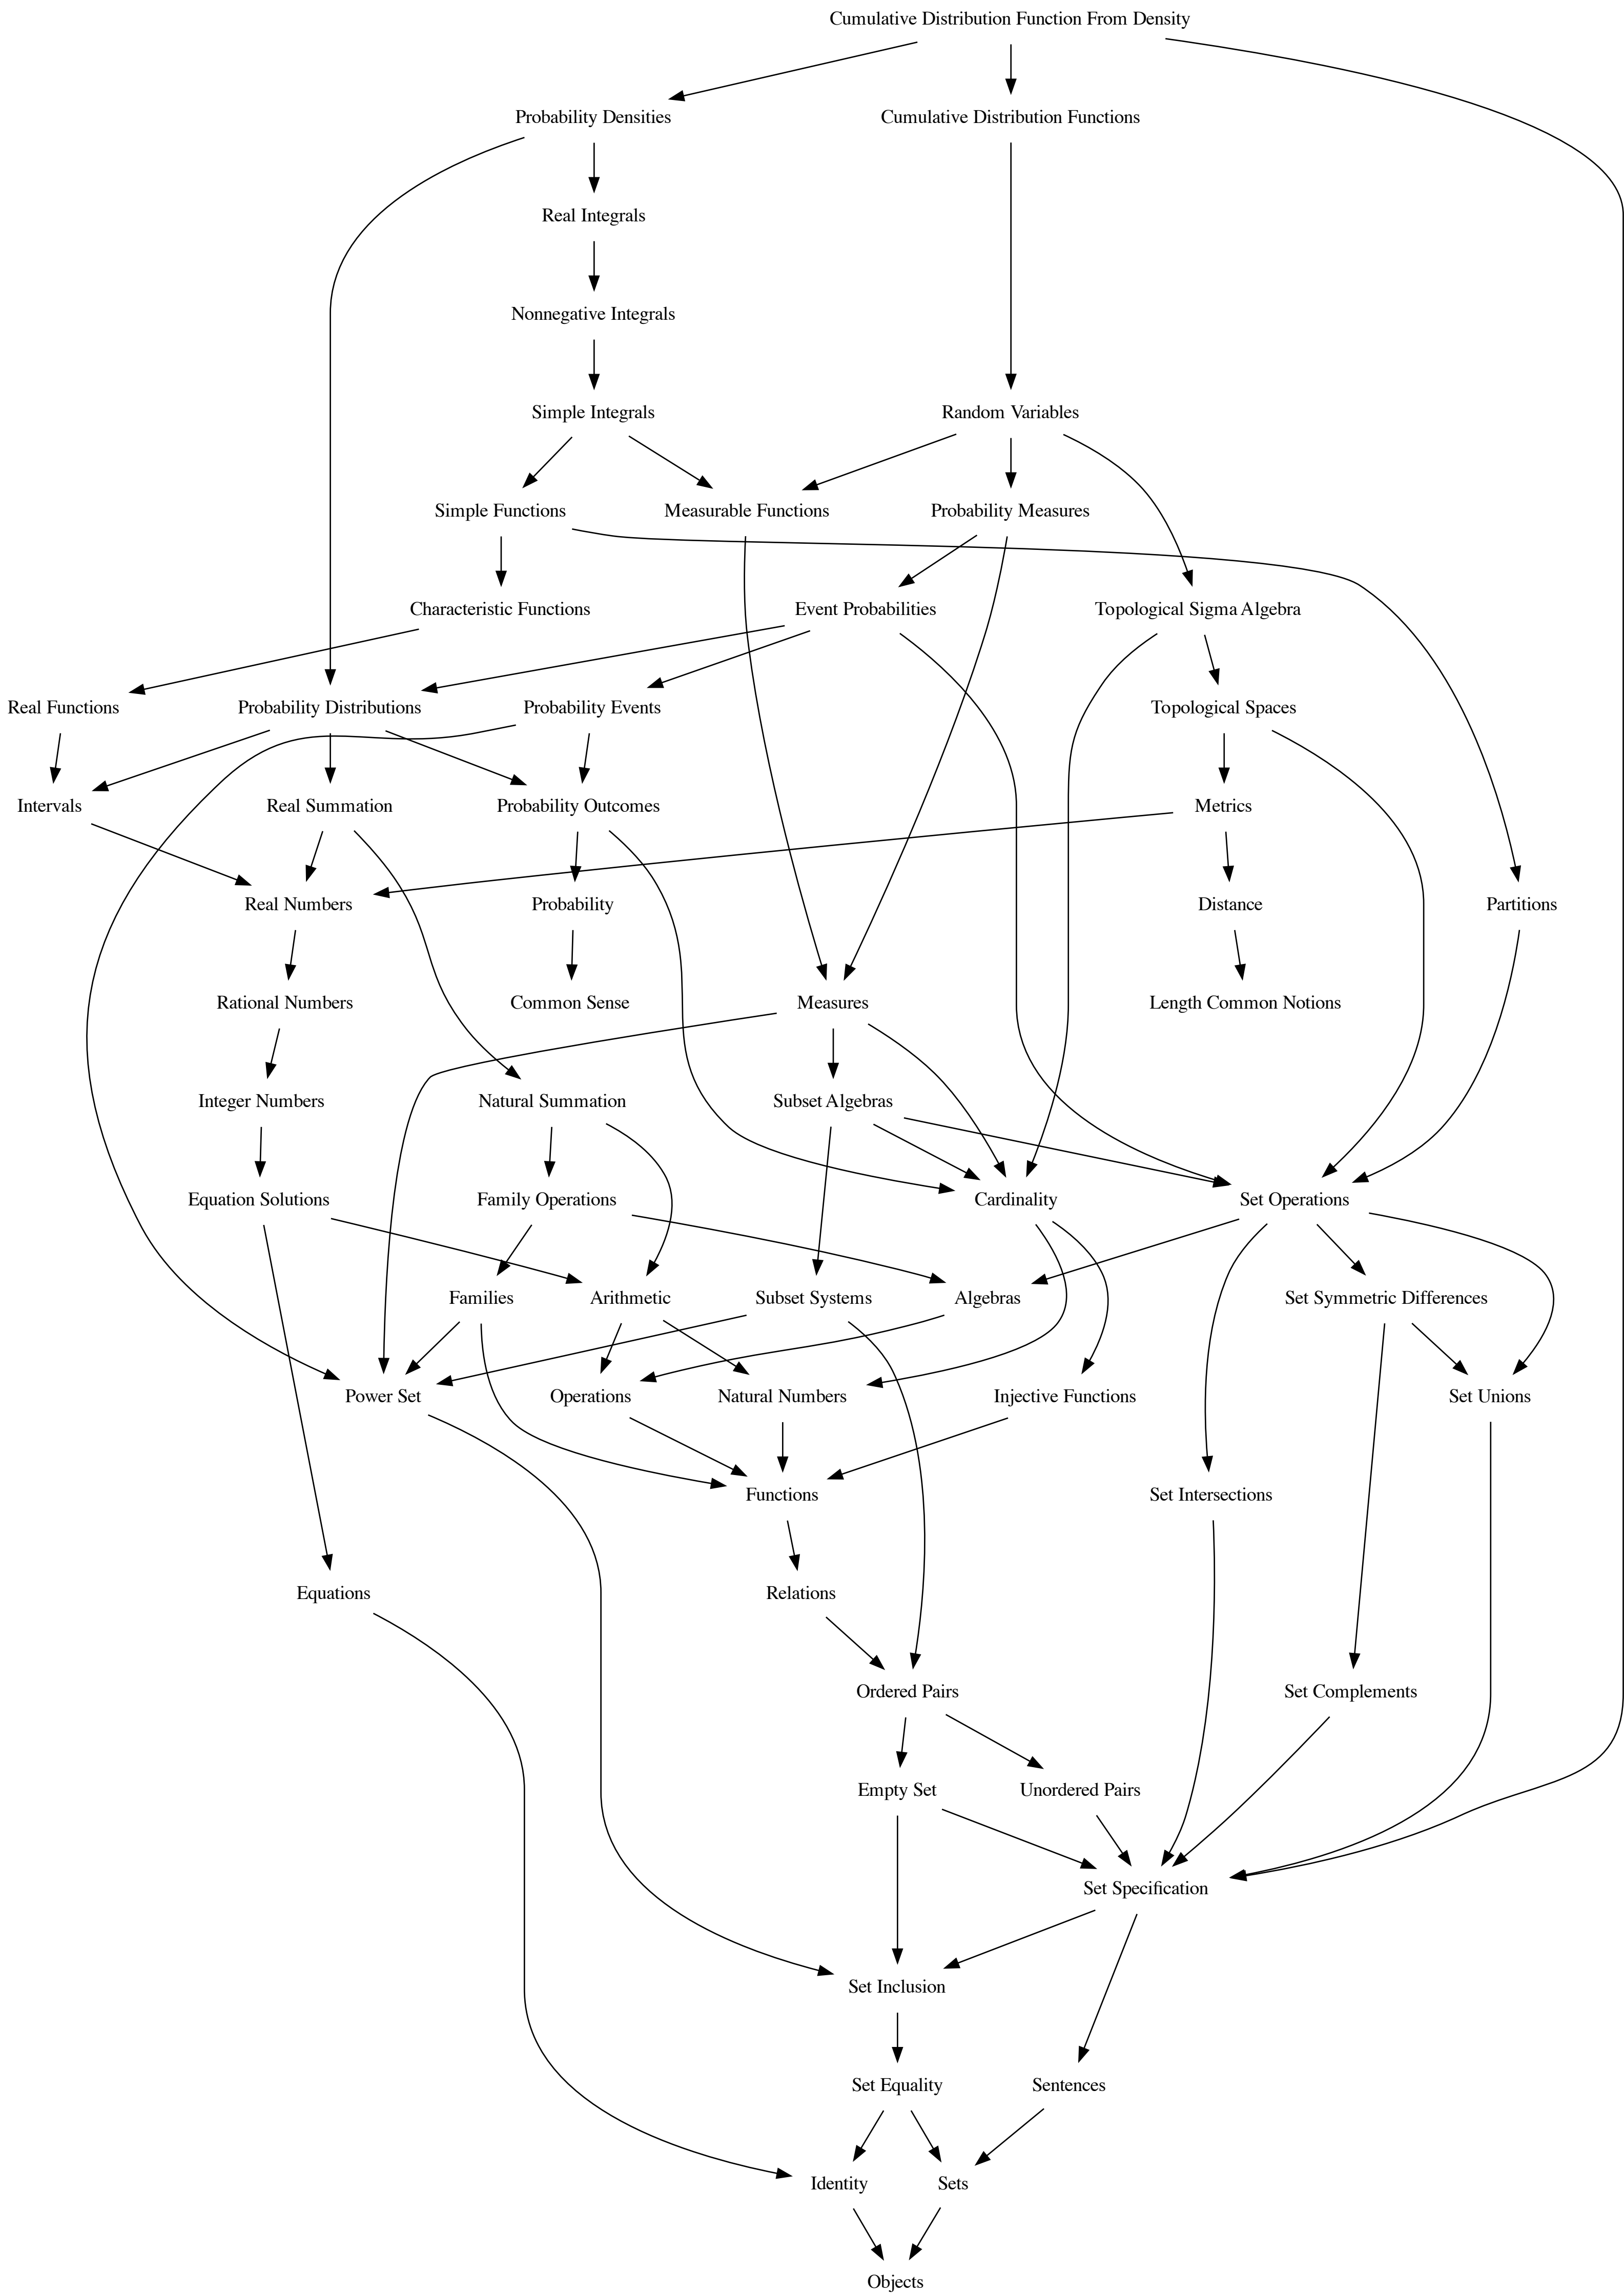 Cumulative Distribution Function From Density
Probability Densities
Cumulative Distribution Functions
Real Integrals
Nonnegative Integrals
Simple Integrals
Random Variables
Simple Functions
Measurable Functions
Probability Measures
Characteristic Functions
Event Probabilities
Topological Sigma Algebra
Real Functions
Probability Distributions
Probability Events
Topological Spaces
Intervals
Real Summation
Probability Outcomes
Metrics
Real Numbers
Probability
Distance
Partitions
Rational Numbers
Common Sense
Measures
Length Common Notions
Integer Numbers
Natural Summation
Subset Algebras
Equation Solutions
Family Operations
Cardinality
Set Operations
Families
Arithmetic
Subset Systems
Algebras
Set Symmetric Differences
Power Set
Operations
Natural Numbers
Injective Functions
Set Unions
Functions
Set Intersections
Equations
Relations
Ordered Pairs
Set Complements
Empty Set
Unordered Pairs
Set Specification
Set Inclusion
Set Equality
Sentences
Identity
Sets
Objects